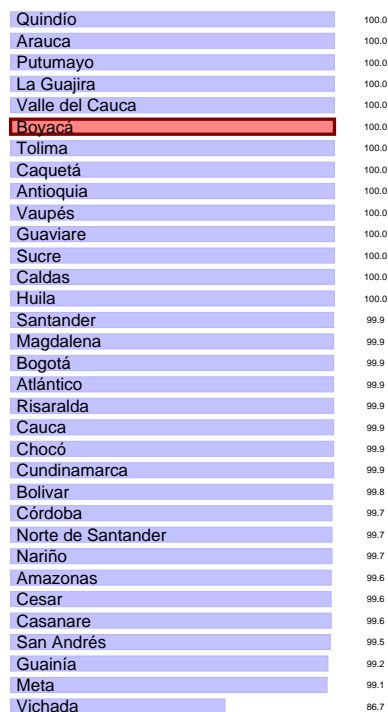 Quindío 100.0
Arauca 100.0
Putumayo 100.0
La Guajira 100.0
Valle del Cauca 100.0
Boyacá 100.0
Tolima 100.0
Caquetá 100.0
Antioquia 100.0
Vaupés 100.0
Guaviare 100.0
Sucre 100.0
Caldas 100.0
Huila 100.0
Santander 99.9
Magdalena 99.9
Bogotá 99.9
Atlántico 99.9
Risaralda 99.9
Cauca 99.9
Chocó 99.9
Cundinamarca 99.9
Bolivar 99.8
Córdoba 99.7
Norte de Santander 99.7
Nariño 99.7
Amazonas 99.6
Cesar 99.6
Casanare 99.6
San Andrés 99.5
Guainía 99.2
Meta 99.1
Vichada 86.7